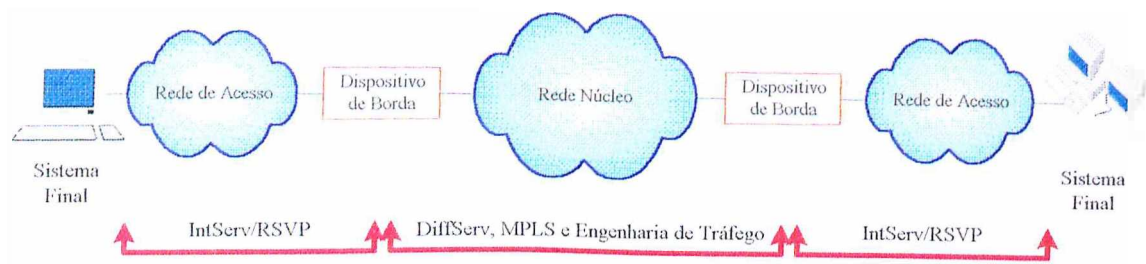 Rede de Acesso
Dispositivo
de Borda
Rede Núcleo
Dispositivo
de Borda
Rede de Acesso
Sistema
Final
Sistema
Final
IntServ/RSVP
DiffServ, MPLS e Engenharia de Tráfego
IntServ/RSVP